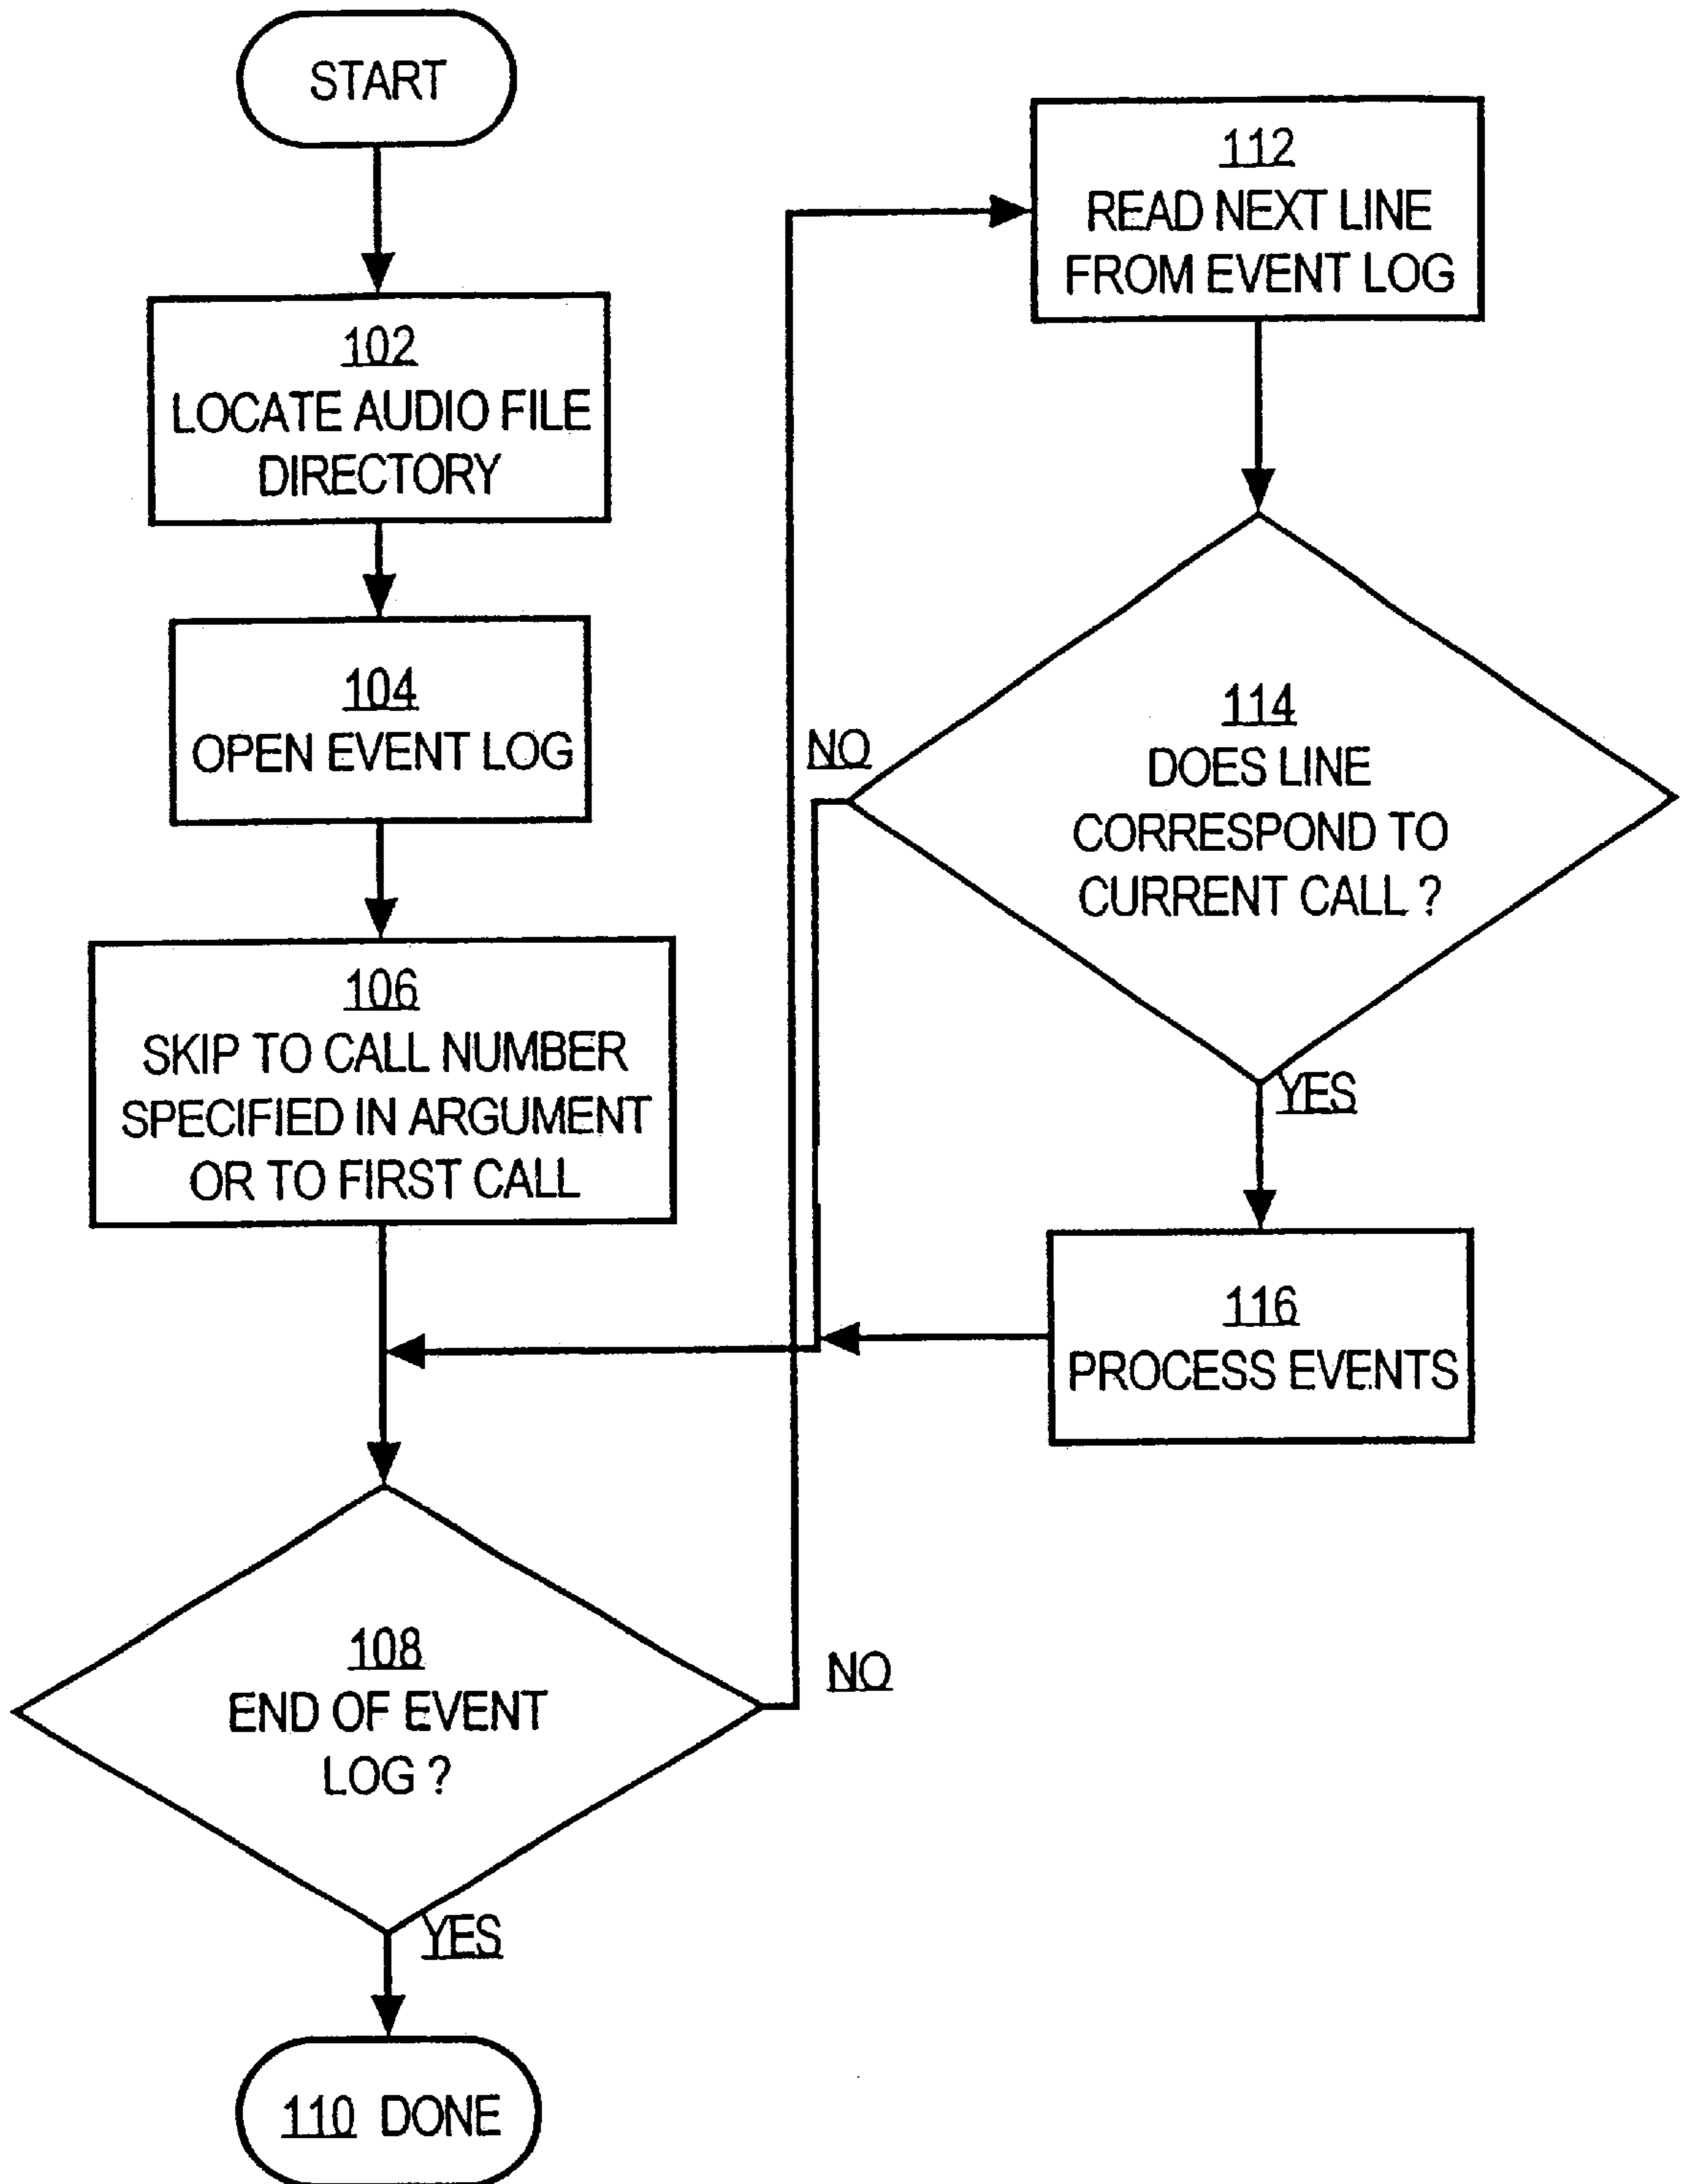 START
102
LOCATE AUDIO FILE
DIRECTORY
104
OPEN EVENT LOG
106
SKIP TO CALL NUMBER
SPECIFIED IN ARGUMENT
OR TO FIRST CALL
108
END OF EVENT
LOG ?
NO
YES
110 DONE
112
READ NEXT LINE
FROM EVENT LOG
114
DOES LINE
CORRESPOND TO
CURRENT CALL ?
NO
YES
116
PROCESS EVENTS